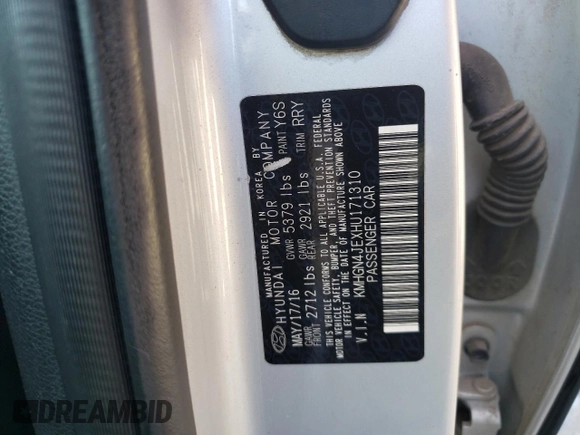 MANUFACTURED IN KOREA BY
HYUNDAI MOTOR COMPANY
MAY/17/16 GVWR 5379 lbs PAINT Y6S
GAWR FRONT 2712 lbs GAWR REAR 2921 lbs TRIM RRY
THIS VEHICLE CONFORMS TO ALL APPLICABLE U.S.A. FEDERAL
MOTOR VEHICLE SAFETY, BUMPER, AND THEFT PREVENTION STANDARDS
IN EFFECT ON THE DATE OF MANUFACTURE SHOWN ABOVE
V.I.N KMHGN4JEXHU171310
PASSENGER CAR
DREAMBID